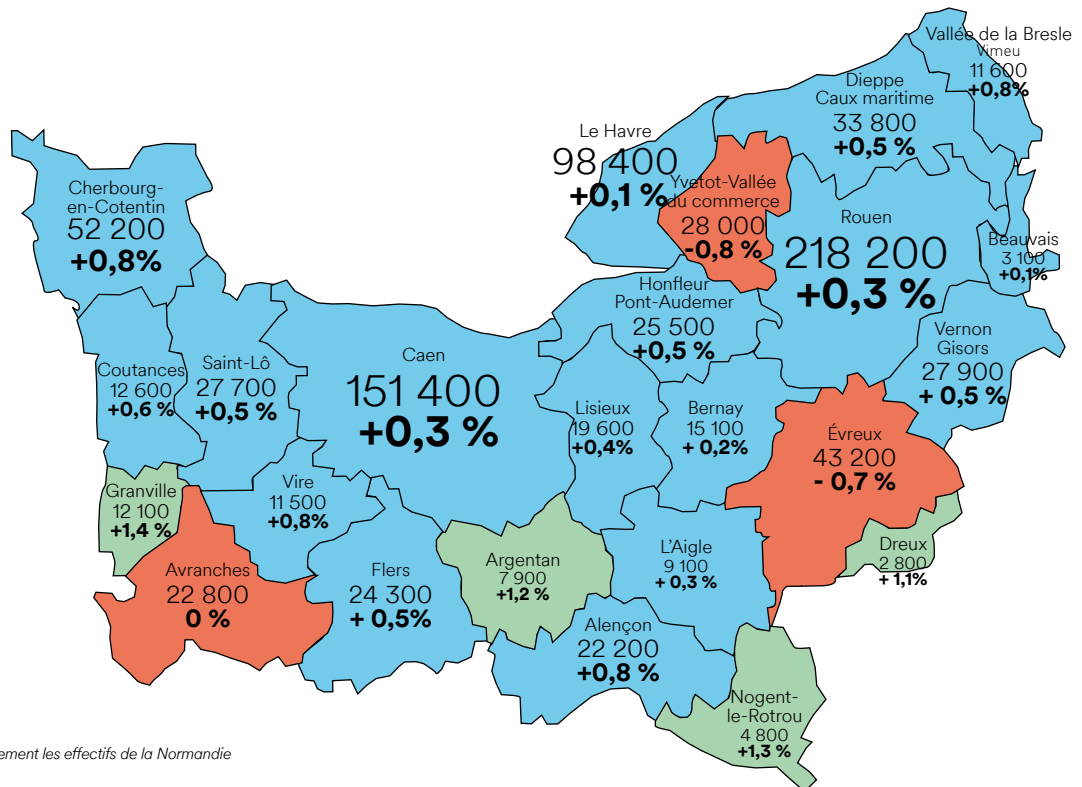 Vallée de la Bresle
Vimeu
11 600
+0,8%
Dieppe
Caux maritime
33 800
+0,5 %
Le Havre
98 400
+0,1 %
Yvetot-Vallée
du commerce
28 000
-0,8 %
Cherbourg-
en-Cotentin
52 200
+0,8%
Rouen
218 200
+0,3 %
Beauvais
3 100
+0,1%
Honfleur
Pont-Audemer
25 500
+0,5 %
Vernon
Gisors
27 900
+ 0,5 %
Coutances
12 600
+0,6 %
Saint-Lô
27 700
+0,5 %
Caen
151 400
+0,3 %
Lisieux
19 600
+0,4%
Bernay
15 100
+ 0,2%
Évreux
43 200
- 0,7 %
Granville
12 100
+1,4 %
Vire
11 500
+0,8%
Avranches
22 800
0 %
Flers
24 300
+ 0,5%
Argentan
7 900
+1,2 %
L'Aigle
9 100
+ 0,3 %
Dreux
2 800
+ 1,1%
Alençon
22 200
+0,8 %
Nogent-
le-Rotrou
4 800
+1,3 %
ement les effectifs de la Normandie